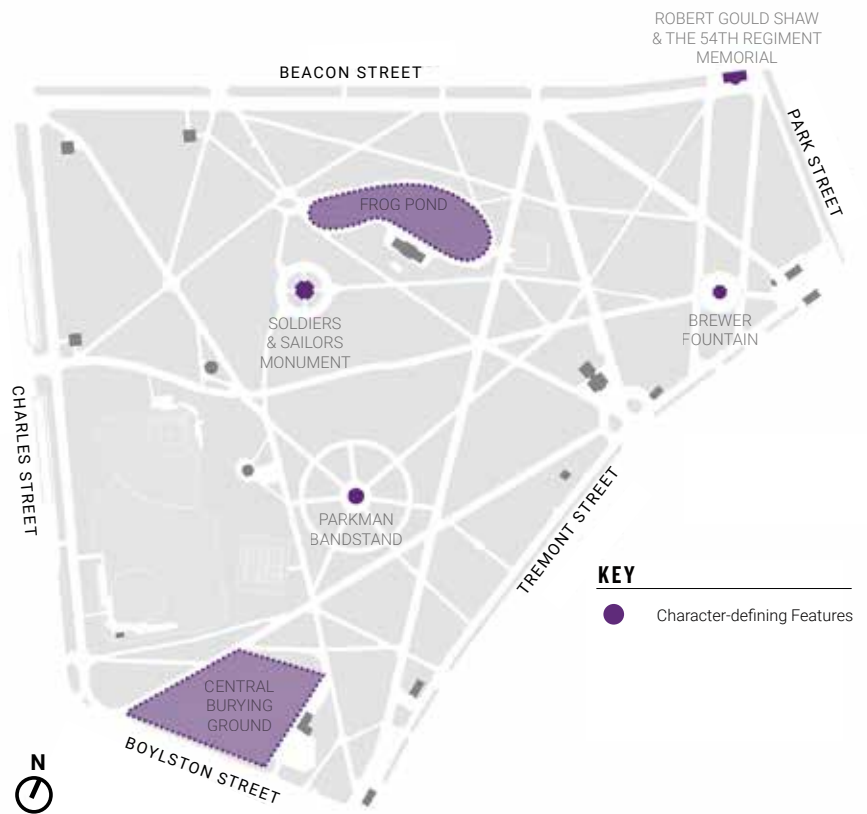 ROBERT GOULD SHAW
& THE 54TH REGIMENT
MEMORIAL
BEACON STREET
PARK STREET
FROG POND
SOLDIERS
& SAILORS
MONUMENT
BREWER
FOUNTAIN
CHARLES STREET
PARKMAN
BANDSTAND
TREMONT STREET
KEY
Character-defining Features
CENTRAL
BURYING
GROUND
BOYLSTON STREET
N